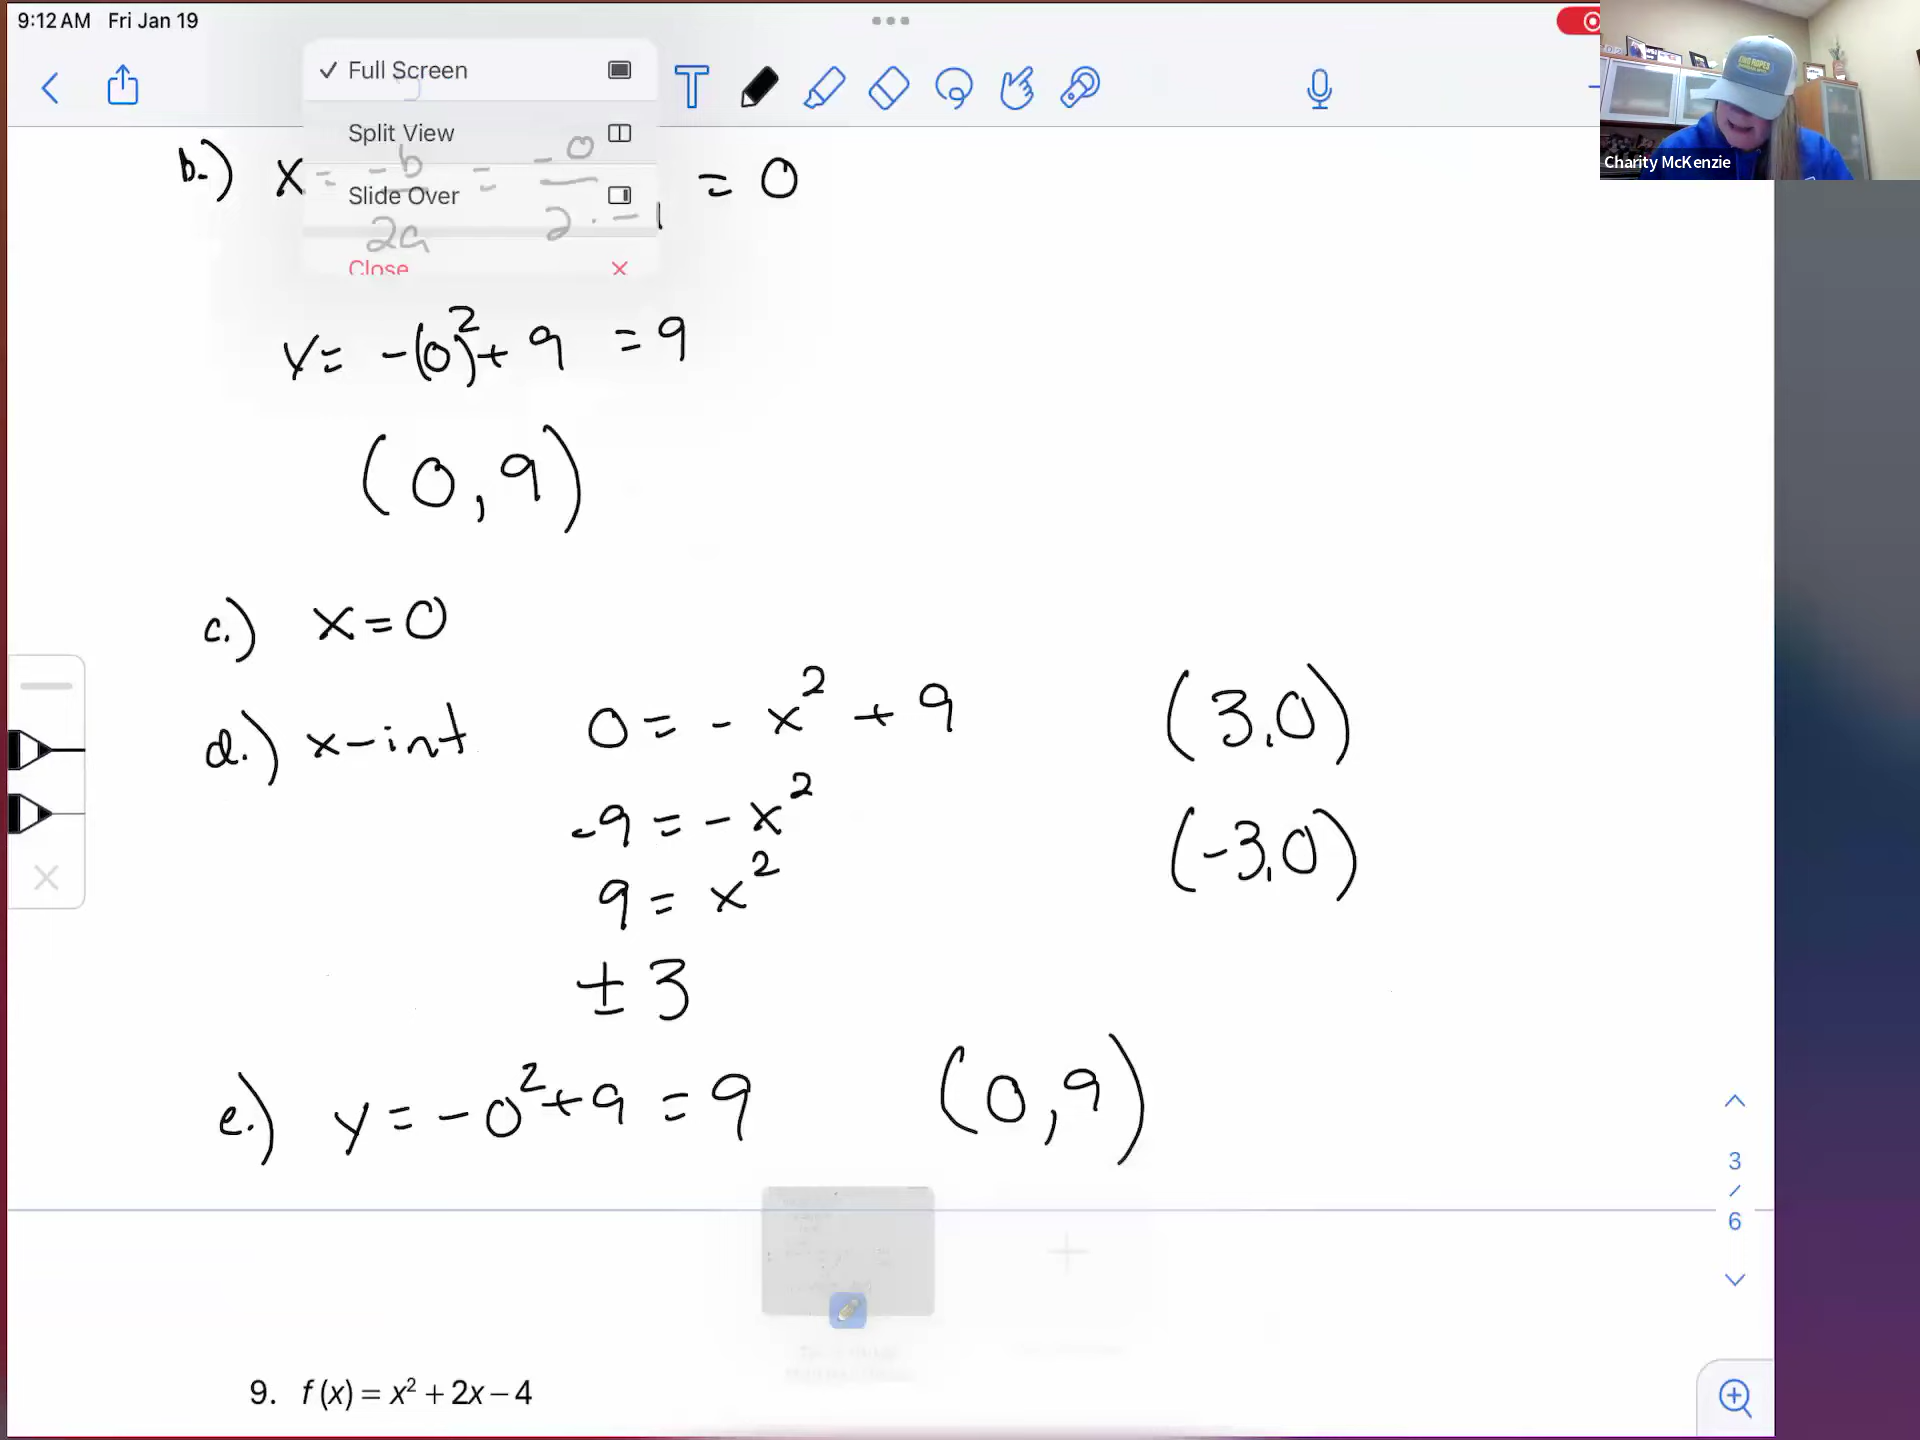 9:12 AM Fri Jan 19
Full Screen
Split View
Slide Over
Close
T
b.) x = -b/2a = -0/2·-1 = 0
y = -(0)²+ 9 = 9
(0,9)
c.) x=0
d.) x-int 0 = - x² + 9 (3,0)
-9 = - x² (-3,0)
9 = x²
± 3
e.) y = -0²+9 = 9 (0,9)
3
/
6
9. f(x) = x² + 2x – 4
Charity McKenzie